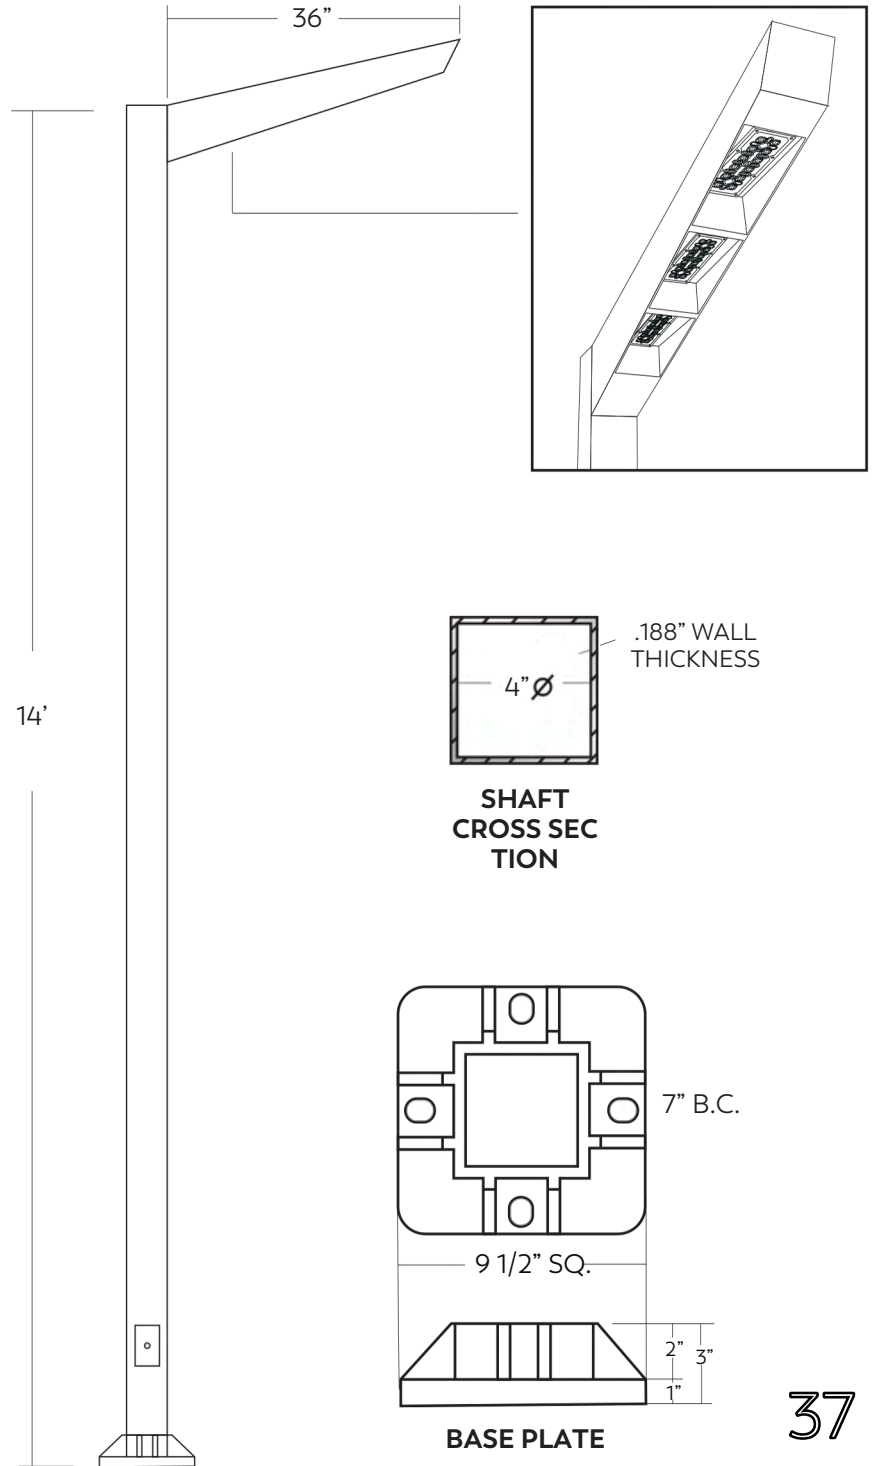 36”
14’
.188” WALL
THICKNESS
4”Ø
SHAFT
CROSS SEC
TION
7” B.C.
9 1/2” SQ.
2”
3”
1”
BASE PLATE
37